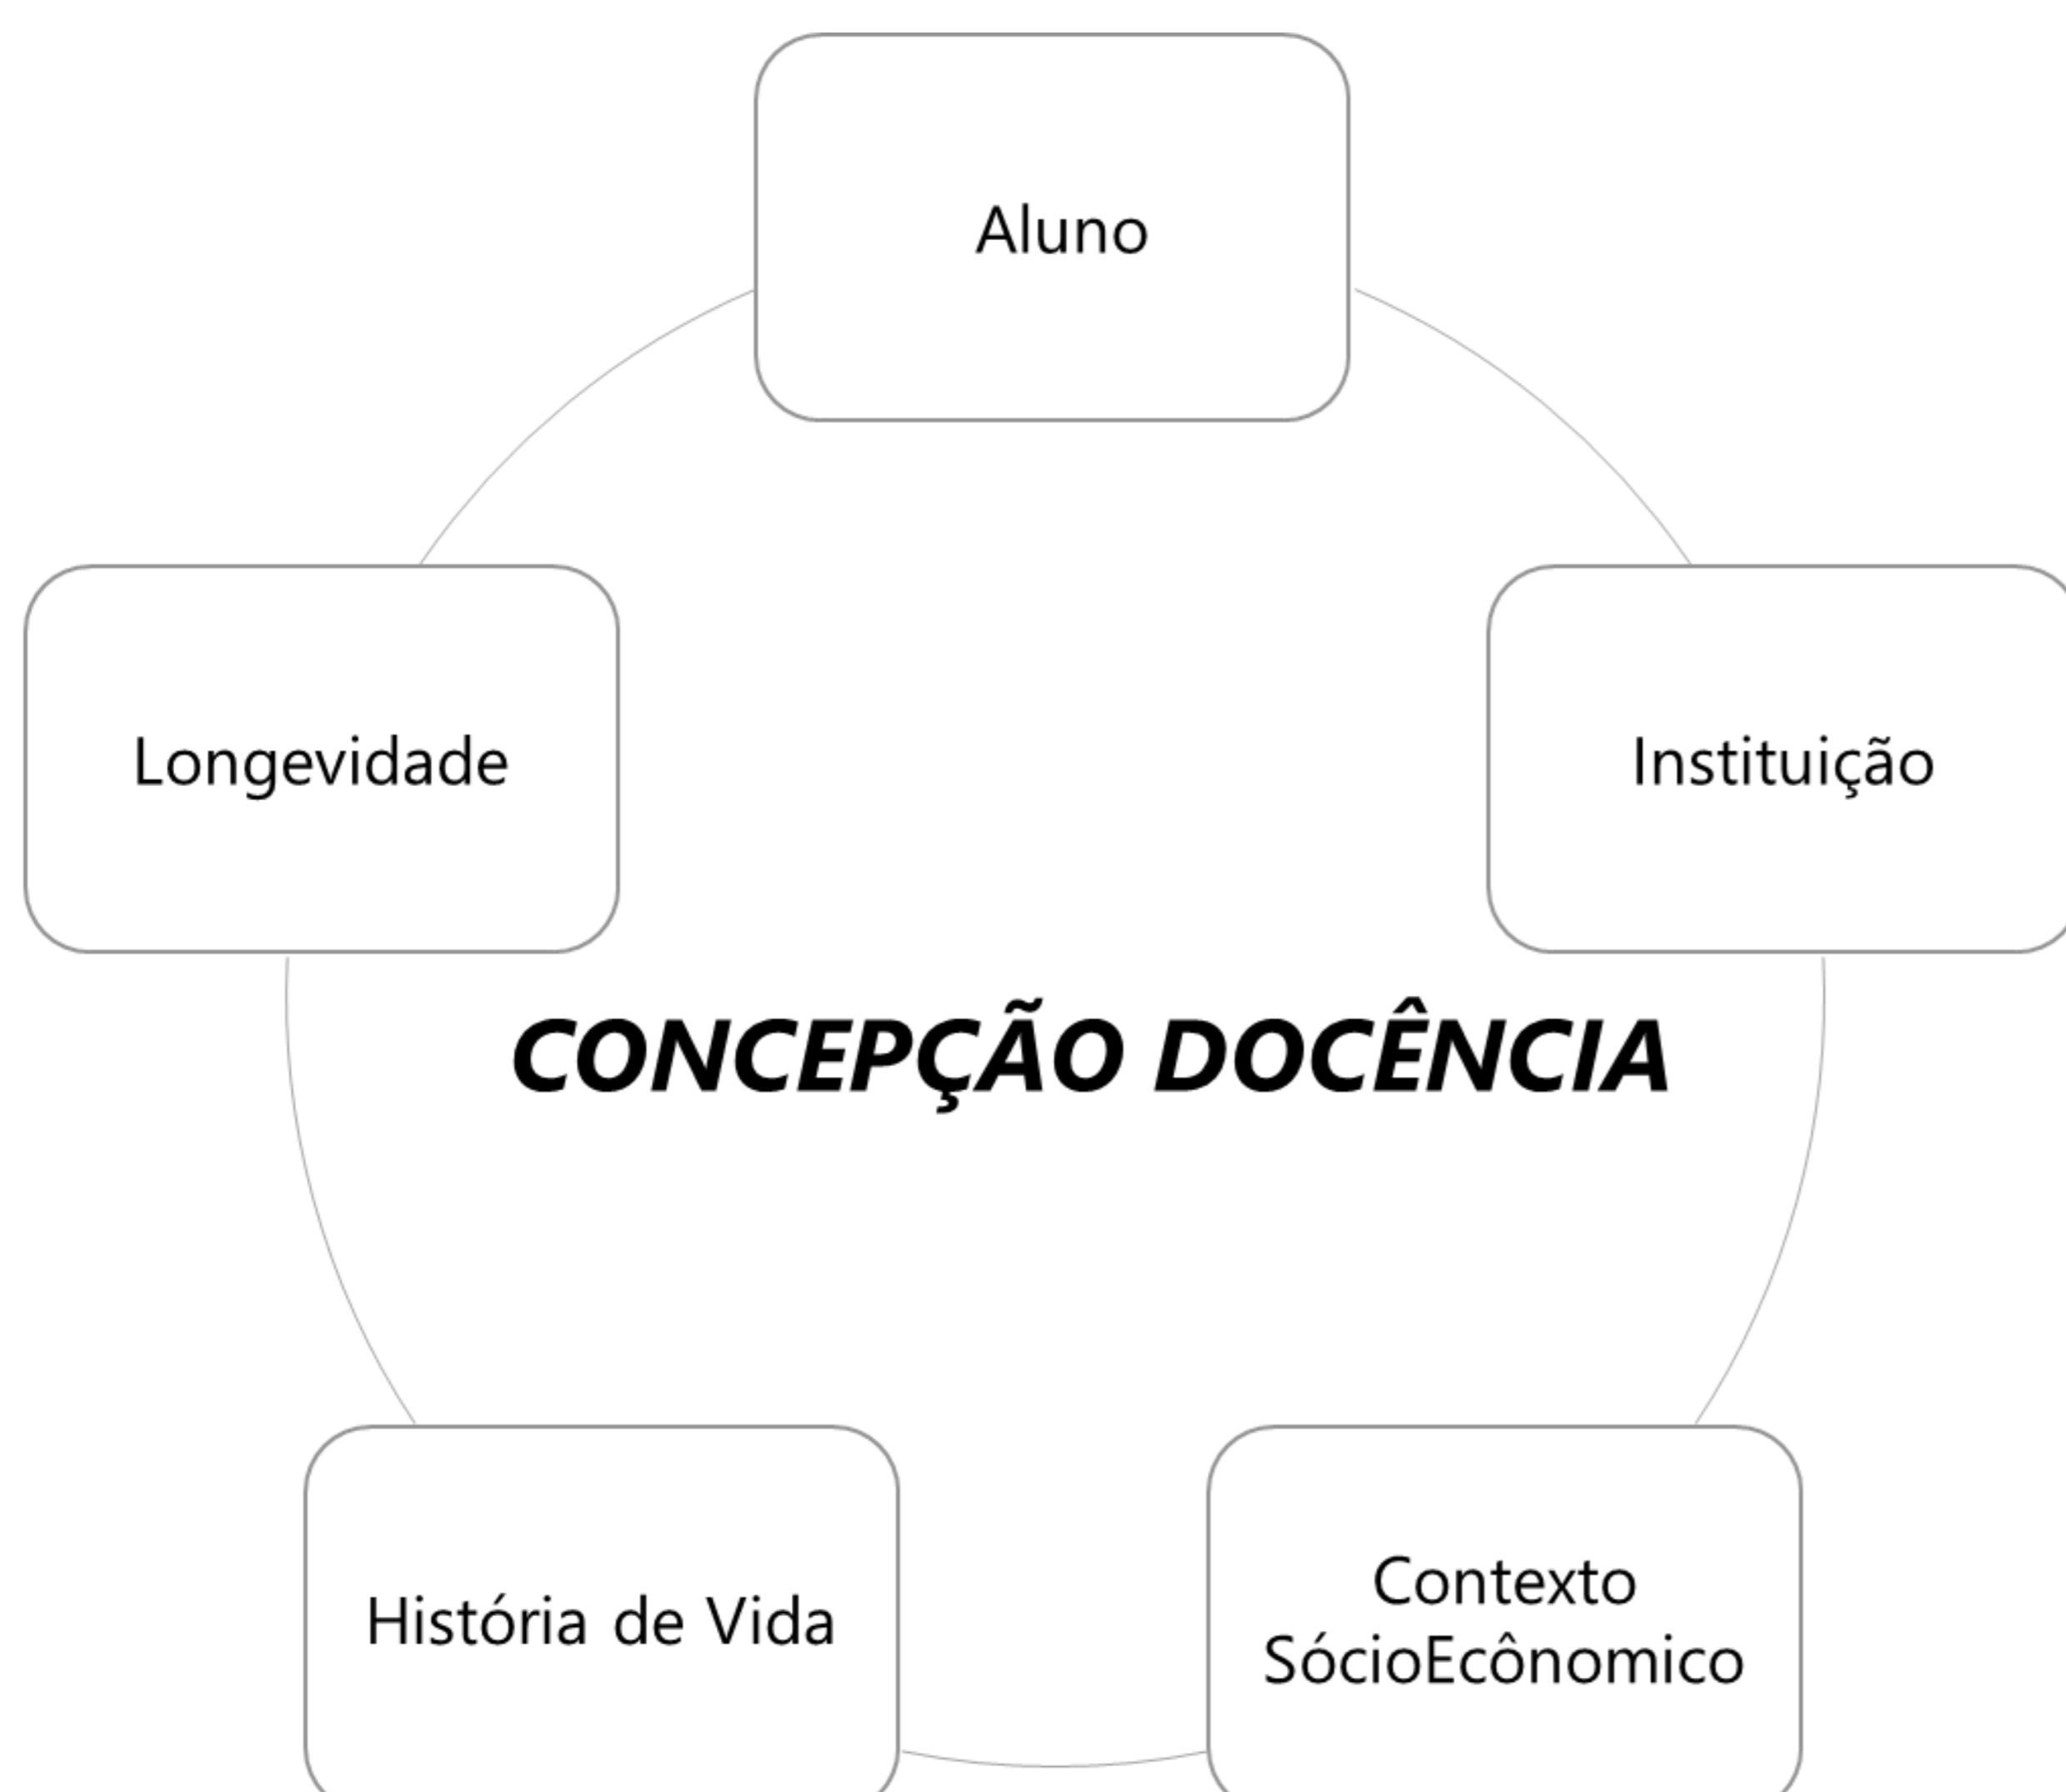 Aluno
Longevidade
Instituição
CONCEPÇÃO DOCÊNCIA
História de Vida
Contexto
SócioEcônomico